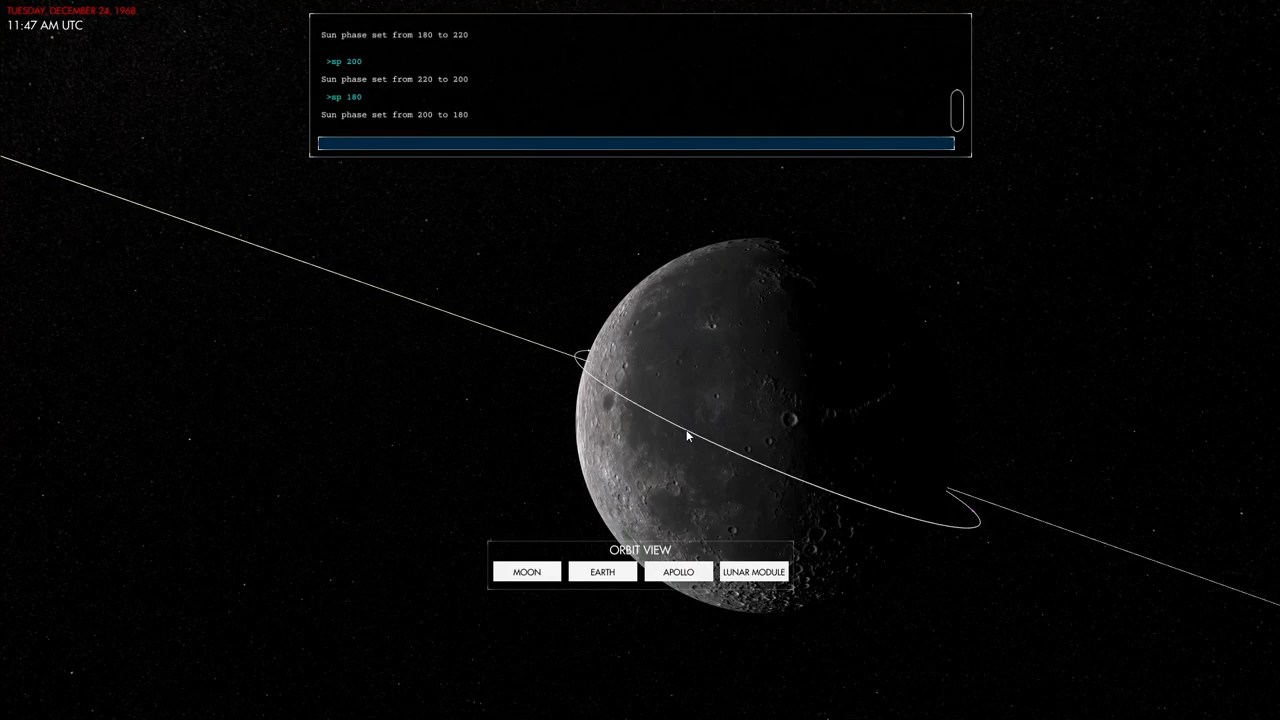 TUESDAY, DECEMBER 24, 1968
11:47 AM UTC
Sun phase set from 180 to 220
>sp 200
Sun phase set from 220 to 200
>sp 180
Sun phase set from 200 to 180
ORBIT VIEW
MOON EARTH APOLLO LUNAR MODULE